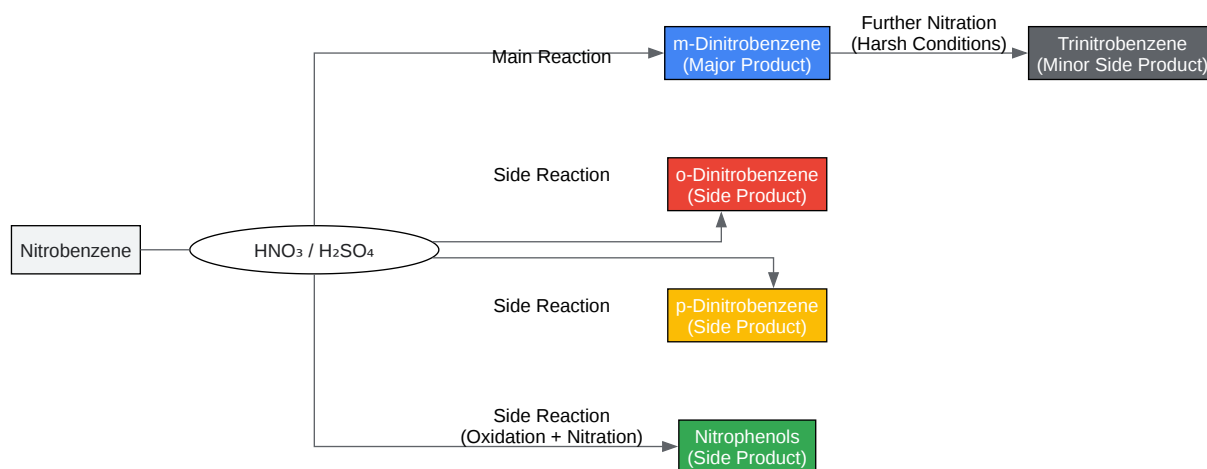 Further Nitration
(Harsh Conditions)
Main Reaction
m-Dinitrobenzene
(Major Product)
Trinitrobenzene
(Minor Side Product)
Side Reaction
o-Dinitrobenzene
(Side Product)
Nitrobenzene
HNO₃ / H₂SO₄
Side Reaction
p-Dinitrobenzene
(Side Product)
Side Reaction
(Oxidation + Nitration)
Nitrophenols
(Side Product)